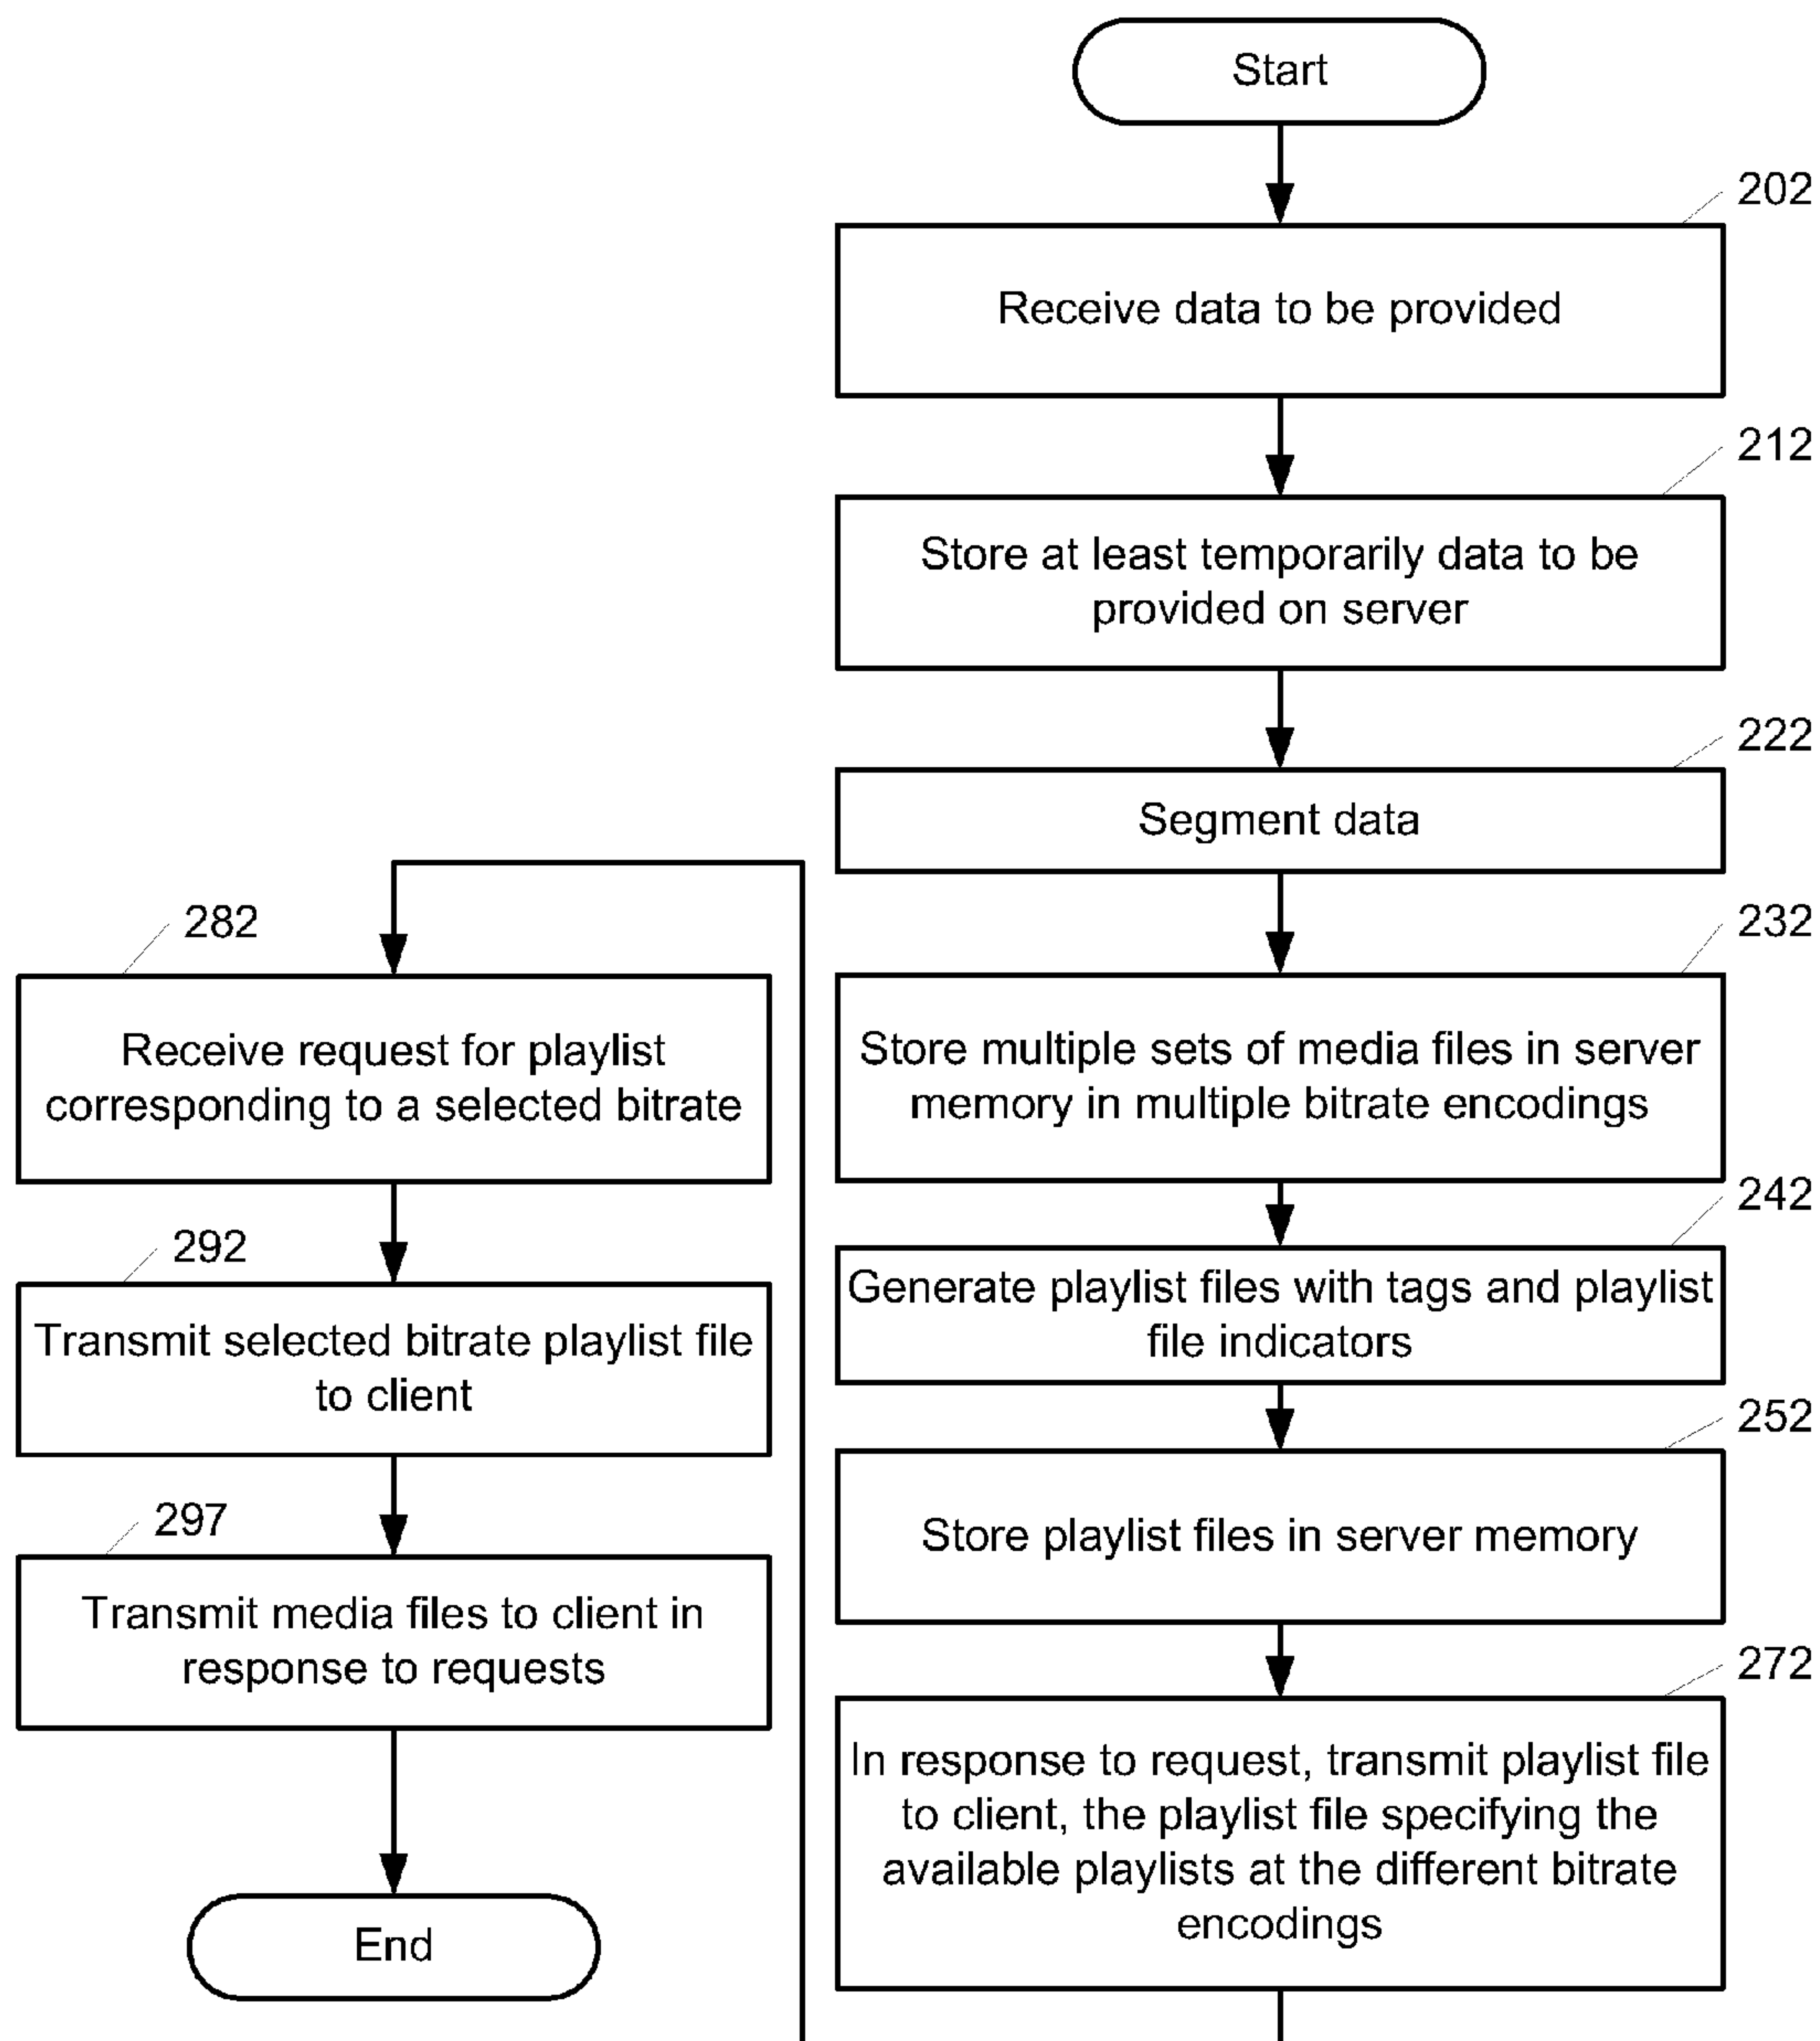 Start
202
Receive data to be provided
212
Store at least temporarily data to be
provided on server
222
Segment data
232
Store multiple sets of media files in server
memory in multiple bitrate encodings
242
Generate playlist files with tags and playlist
file indicators
252
Store playlist files in server memory
272
In response to request, transmit playlist file
to client, the playlist file specifying the
available playlists at the different bitrate
encodings
282
Receive request for playlist
corresponding to a selected bitrate
292
Transmit selected bitrate playlist file
to client
297
Transmit media files to client in
response to requests
End